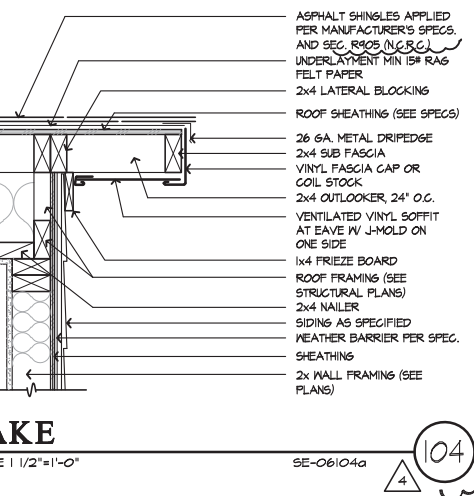 ASPHALT SHINGLES APPLIED
PER MANUFACTURER'S SPECS.
AND SEC. R905 (N.C.R.C.)
UNDERLAYMENT MIN 15# RAG
FELT PAPER
2x4 LATERAL BLOCKING
ROOF SHEATHING (SEE SPECS)
26 GA. METAL DRIPEDGE
2x4 SUB FASCIA
VINYL FASCIA CAP OR
COIL STOCK
2x4 OUTLOOKER, 24" O.C.
VENTILATED VINYL SOFFIT
AT EAVE W/ J-MOLD ON
ONE SIDE
1x4 FRIEZE BOARD
ROOF FRAMING (SEE
STRUCTURAL PLANS)
2x4 NAILER
SIDING AS SPECIFIED
WEATHER BARRIER PER SPEC.
SHEATHING
2x WALL FRAMING (SEE
PLANS)
AKE
E 1 1/2"=1'-0"
SE-06104a
104
4